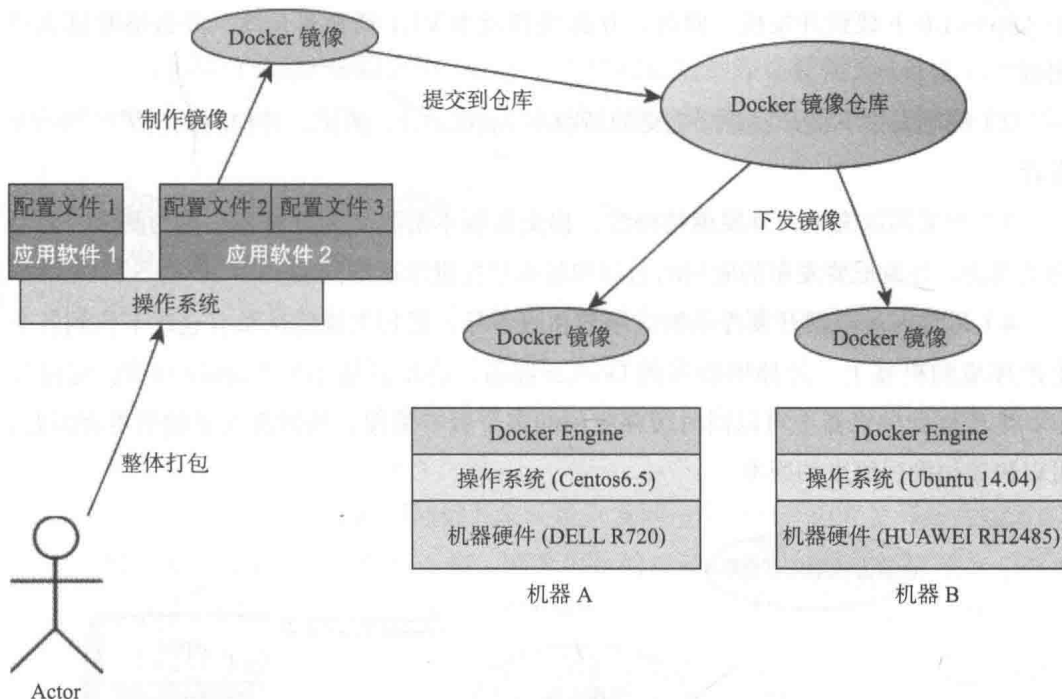 Docker 镜像
制作镜像
提交到仓库
Docker 镜像仓库
配置文件 1
配置文件 2
配置文件 3
应用软件 1
应用软件 2
操作系统
下发镜像
Docker 镜像
Docker 镜像
整体打包
Docker Engine
操作系统 (Centos6.5)
机器硬件 (DELL R720)
机器 A
Docker Engine
操作系统 (Ubuntu 14.04)
机器硬件 (HUAWEI RH2485)
机器 B
Actor